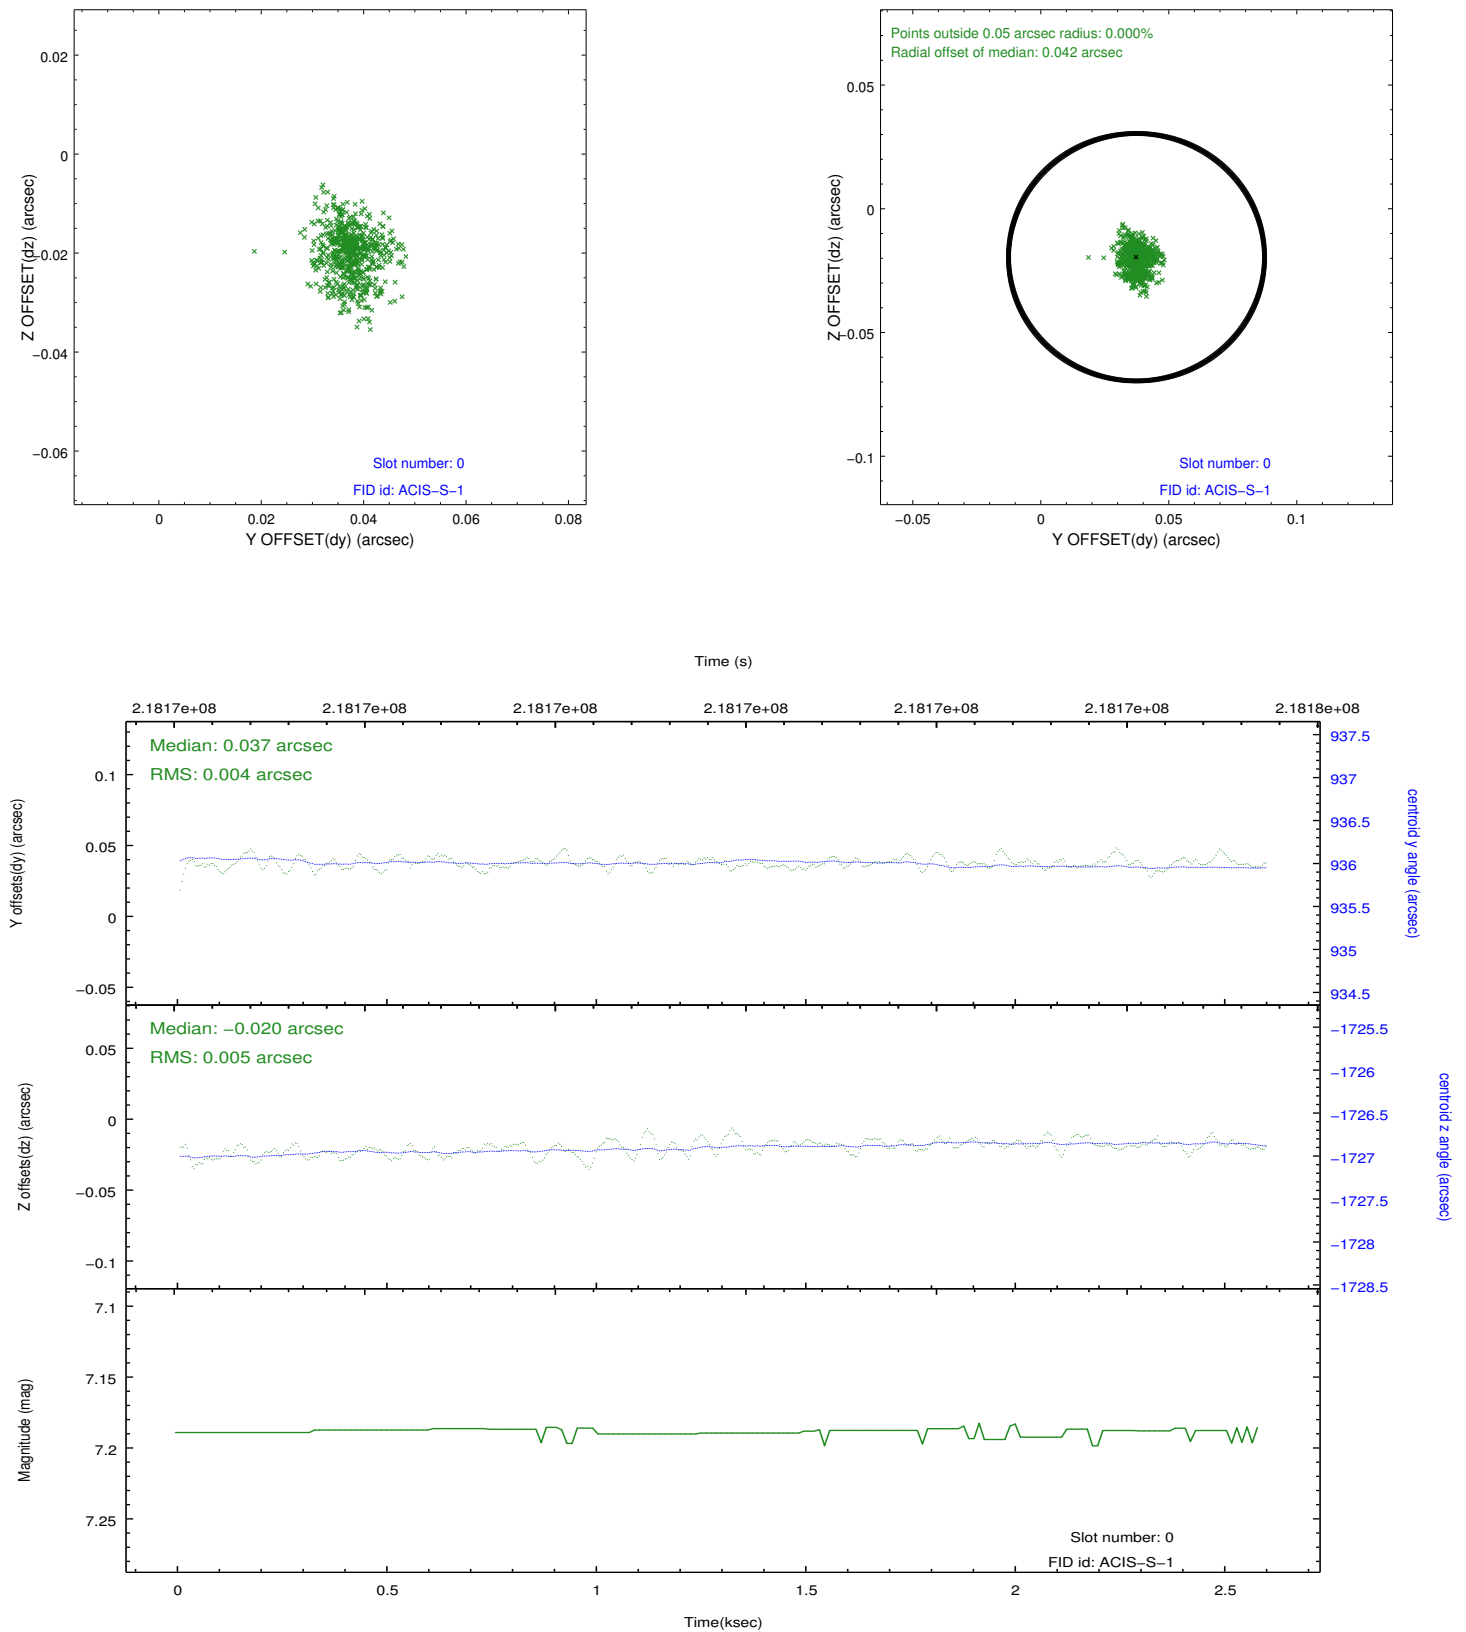 0.02
0
−0.02
−0.04
−0.06
Z OFFSET(dz) (arcsec)
Slot number: 0
FID id: ACIS−S−1
0
0.02
0.04
0.06
0.08
Y OFFSET(dy) (arcsec)
Points outside 0.05 arcsec radius: 0.000%
Radial offset of median: 0.042 arcsec
0.05
0
−0.05
−0.1
Z OFFSET(dz) (arcsec)
Slot number: 0
FID id: ACIS−S−1
−0.05
0
0.05
0.1
Y OFFSET(dy) (arcsec)
Time (s)
2.1817e+08
2.1817e+08
2.1817e+08
2.1817e+08
2.1817e+08
2.1817e+08
2.1818e+08
Median: 0.037 arcsec
RMS: 0.004 arcsec
0.1
0.05
0
−0.05
Y offsets(dy) (arcsec)
937.5
937
936.5
936
935.5
935
934.5
centroid y angle (arcsec)
Median: −0.020 arcsec
RMS: 0.005 arcsec
0.05
0
−0.05
−0.1
Z offsets(dz) (arcsec)
−1725.5
−1726
−1726.5
−1727
−1727.5
−1728
−1728.5
centroid z angle (arcsec)
7.1
7.15
7.2
7.25
Magnitude (mag)
Slot number: 0
FID id: ACIS−S−1
0
0.5
1
1.5
2
2.5
Time(ksec)